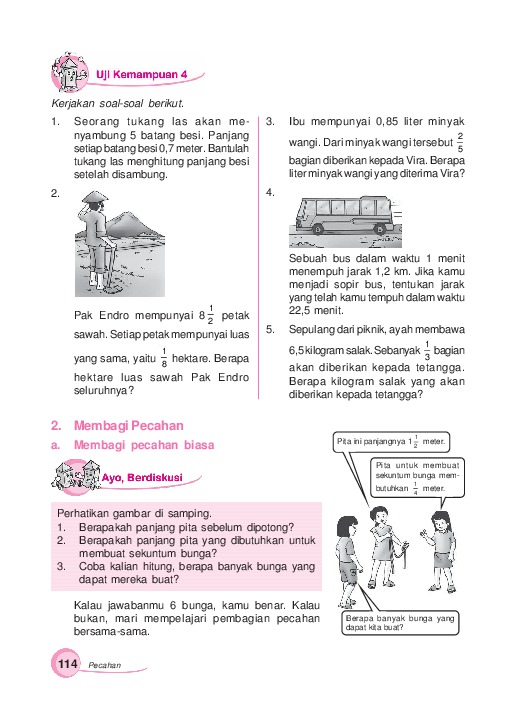 Uji Kemampuan 4
Kerjakan soal-soal berikut.
1. Seorang tukang las akan me-
nyambung 5 batang besi. Panjang
setiap batang besi 0,7 meter. Bantulah
tukang las menghitung panjang besi
setelah disambung.
2.
Pak Endro mempunyai 8 1/2 petak
sawah. Setiap petak mempunyai luas
yang sama, yaitu 1/8 hektare. Berapa
hektare luas sawah Pak Endro
seluruhnya?
3. Ibu mempunyai 0,85 liter minyak
wangi. Dari minyak wangi tersebut 2/5
bagian diberikan kepada Vira. Berapa
liter minyak wangi yang diterima Vira?
4.
Sebuah bus dalam waktu 1 menit
menempuh jarak 1,2 km. Jika kamu
menjadi sopir bus, tentukan jarak
yang telah kamu tempuh dalam waktu
22,5 menit.
5. Sepulang dari piknik, ayah membawa
6,5 kilogram salak. Sebanyak 1/3 bagian
akan diberikan kepada tetangga.
Berapa kilogram salak yang akan
diberikan kepada tetangga?
2. Membagi Pecahan
a. Membagi pecahan biasa
Ayo, Berdiskusi
Perhatikan gambar di samping.
1. Berapakah panjang pita sebelum dipotong?
2. Berapakah panjang pita yang dibutuhkan untuk
membuat sekuntum bunga?
3. Coba kalian hitung, berapa banyak bunga yang
dapat mereka buat?
Kalau jawabanmu 6 bunga, kamu benar. Kalau
bukan, mari mempelajari pembagian pecahan
bersama-sama.
Pita ini panjangnya 1 1/2 meter.
Pita untuk membuat
sekuntum bunga mem-
butuhkan 1/4 meter.
Berapa banyak bunga yang
dapat kita buat?
114 Pecahan